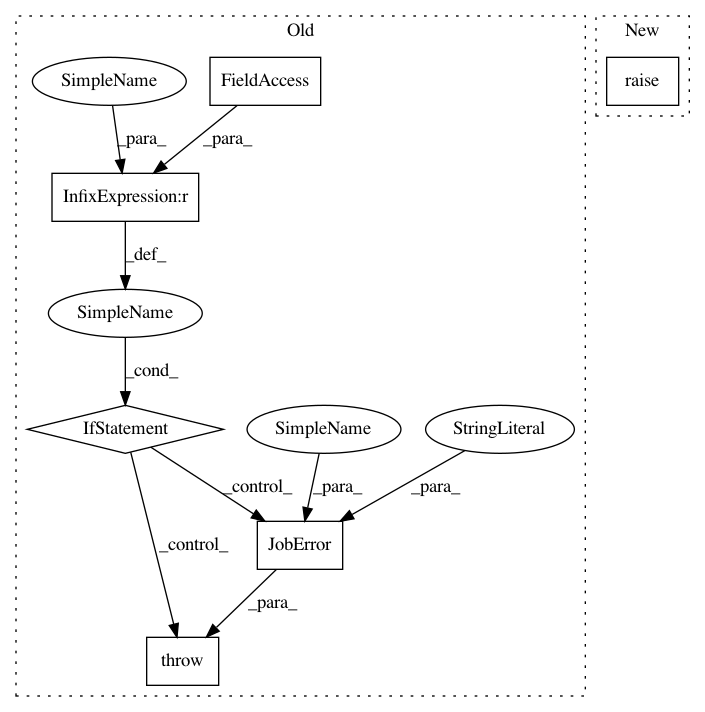 Old
New
SimpleName
FieldAccess
raise
_para_
_para_
InfixExpression:r
_def_
SimpleName
_cond_
IfStatement
SimpleName
StringLiteral
_control_
_para_
_para_
_control_
JobError
_para_
throw